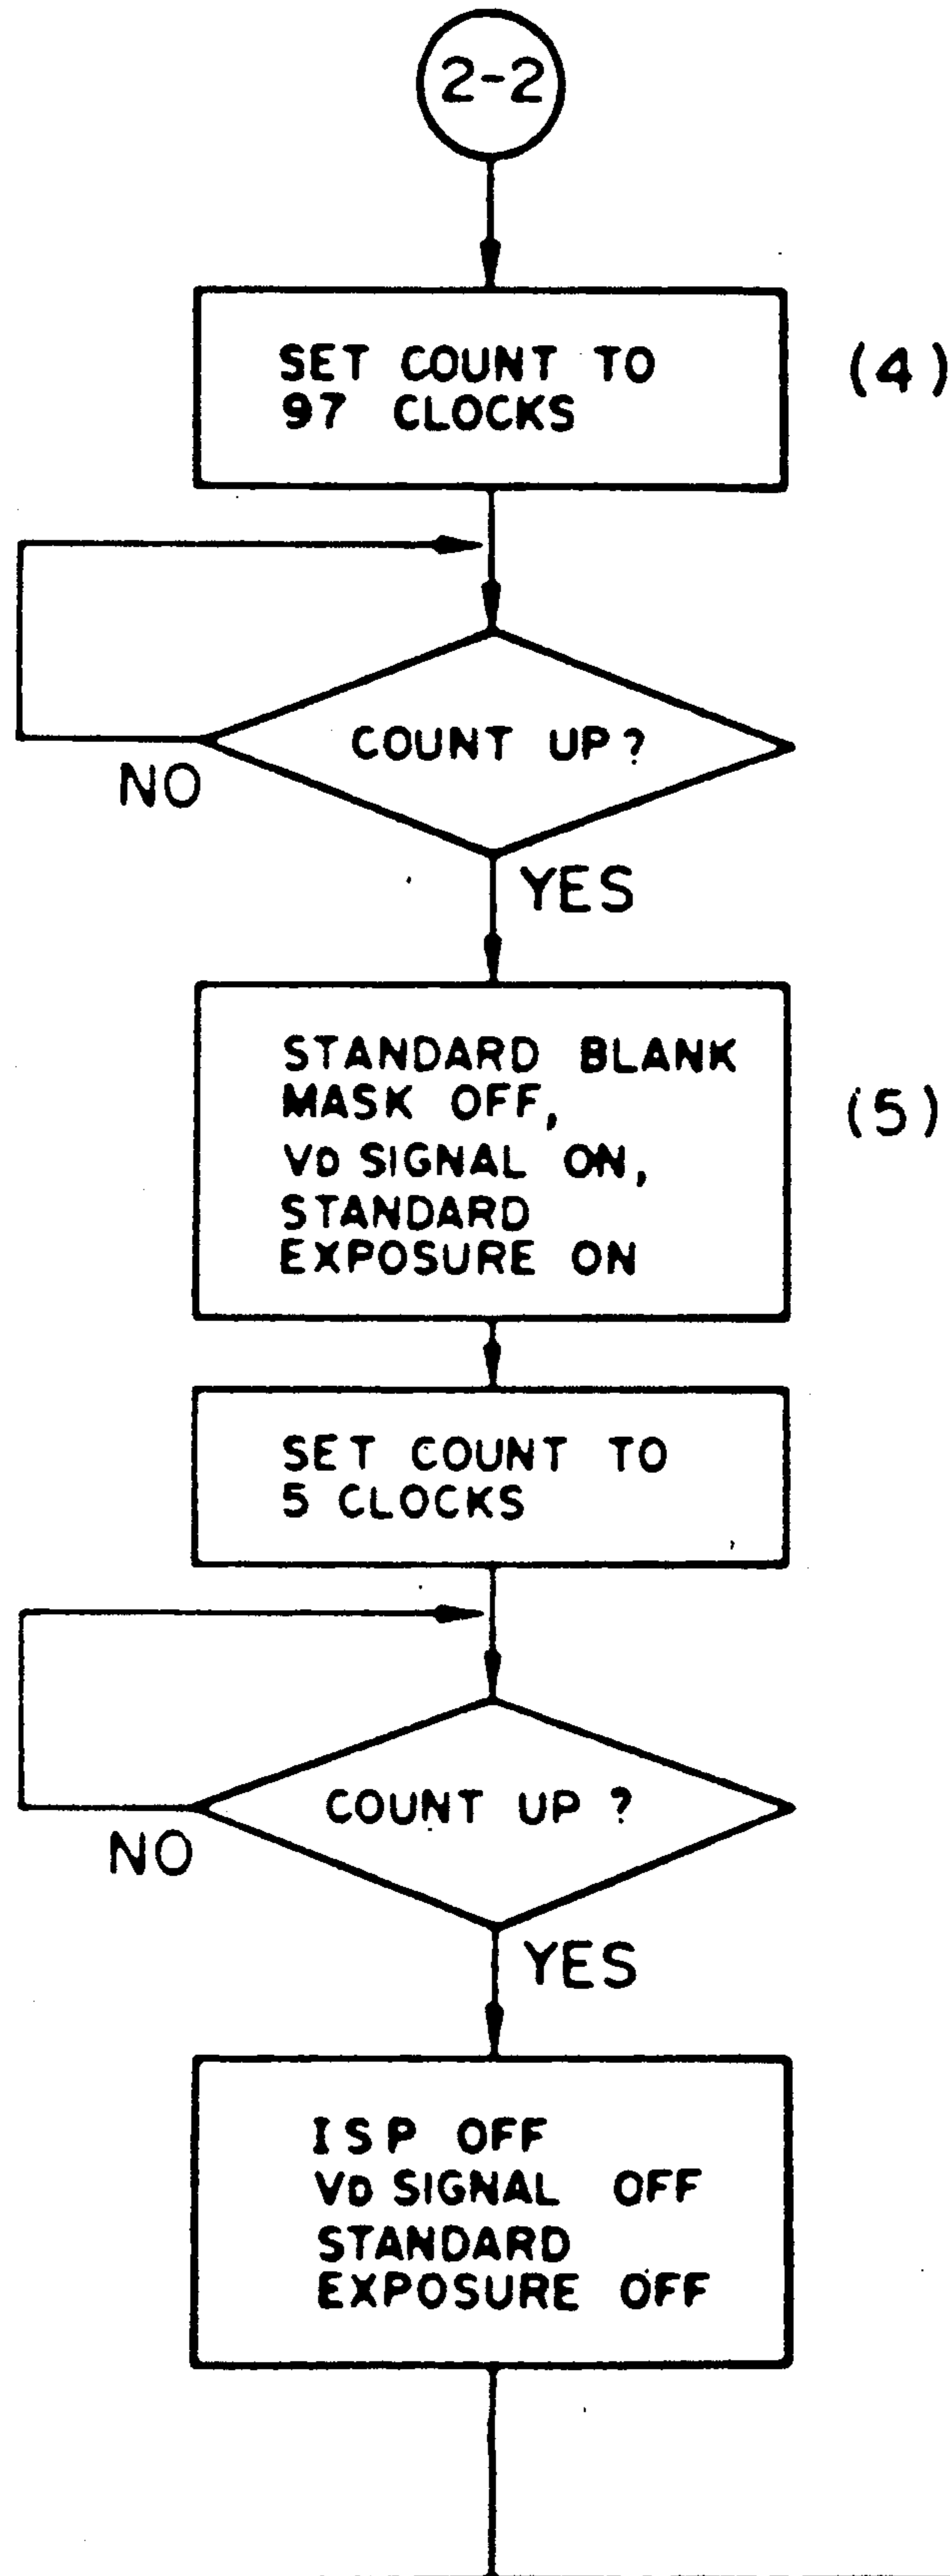 2-2
SET COUNT TO
97 CLOCKS
(4)
COUNT UP?
NO
YES
STANDARD BLANK
MASK OFF,
VD SIGNAL ON,
STANDARD
EXPOSURE ON
(5)
SET COUNT TO
5 CLOCKS
COUNT UP ?
NO
YES
ISP OFF
VD SIGNAL OFF
STANDARD
EXPOSURE OFF